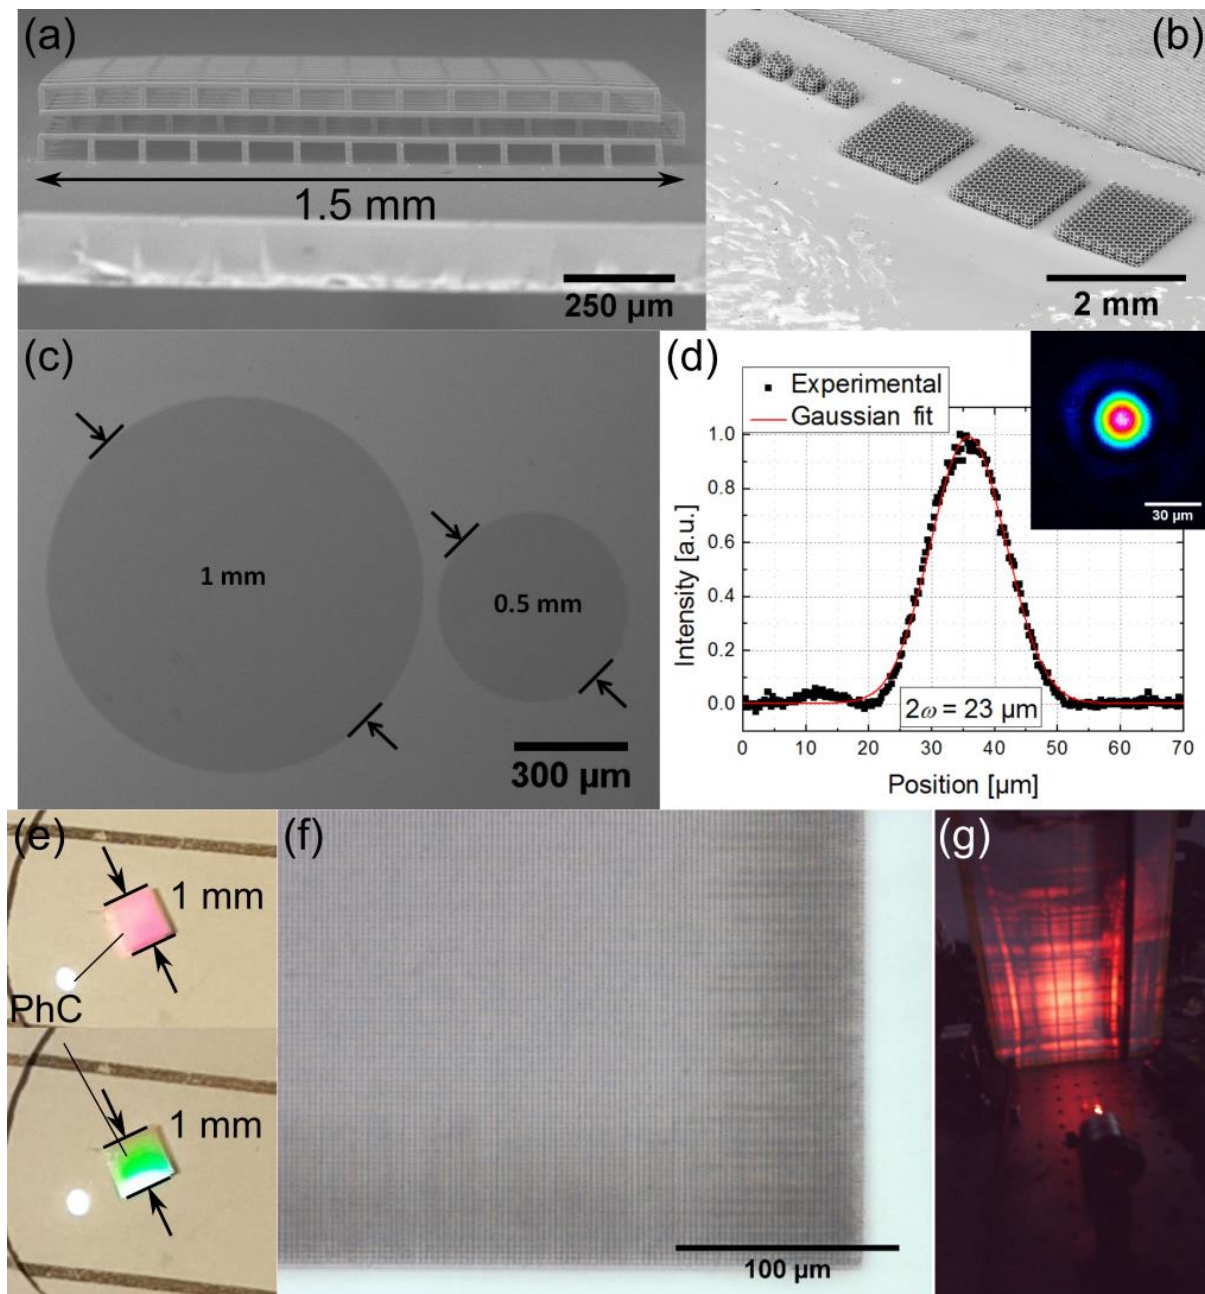 (a)
1.5 mm
250 µm
(b)
2 mm
(c)
1 mm
0.5 mm
300 µm
(d)
Experimental
Gaussian fit
30 µm
Intensity [a.u.]
1.0
0.8
0.6
0.4
0.2
0.0
2ω = 23 µm
0 10 20 30 40 50 60 70
Position [µm]
(e)
1 mm
PhC
1 mm
(f)
100 µm
(g)